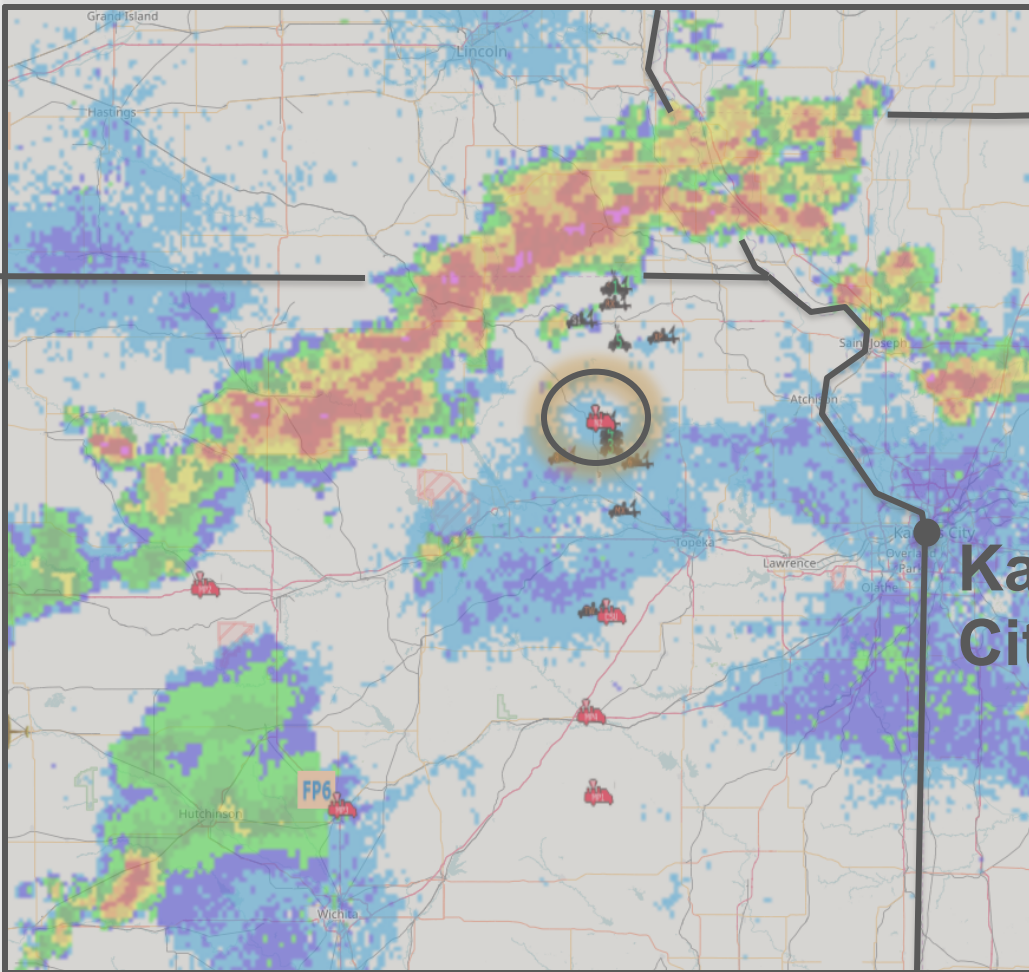 Grand Island
Lincoln
Hastings
Saint Joseph
Atchison
Topeka
Lawrence
Kansas City
Overland
Park
Olathe
Ka
Cit
CSU
FP6
Hutchinson
Wichita